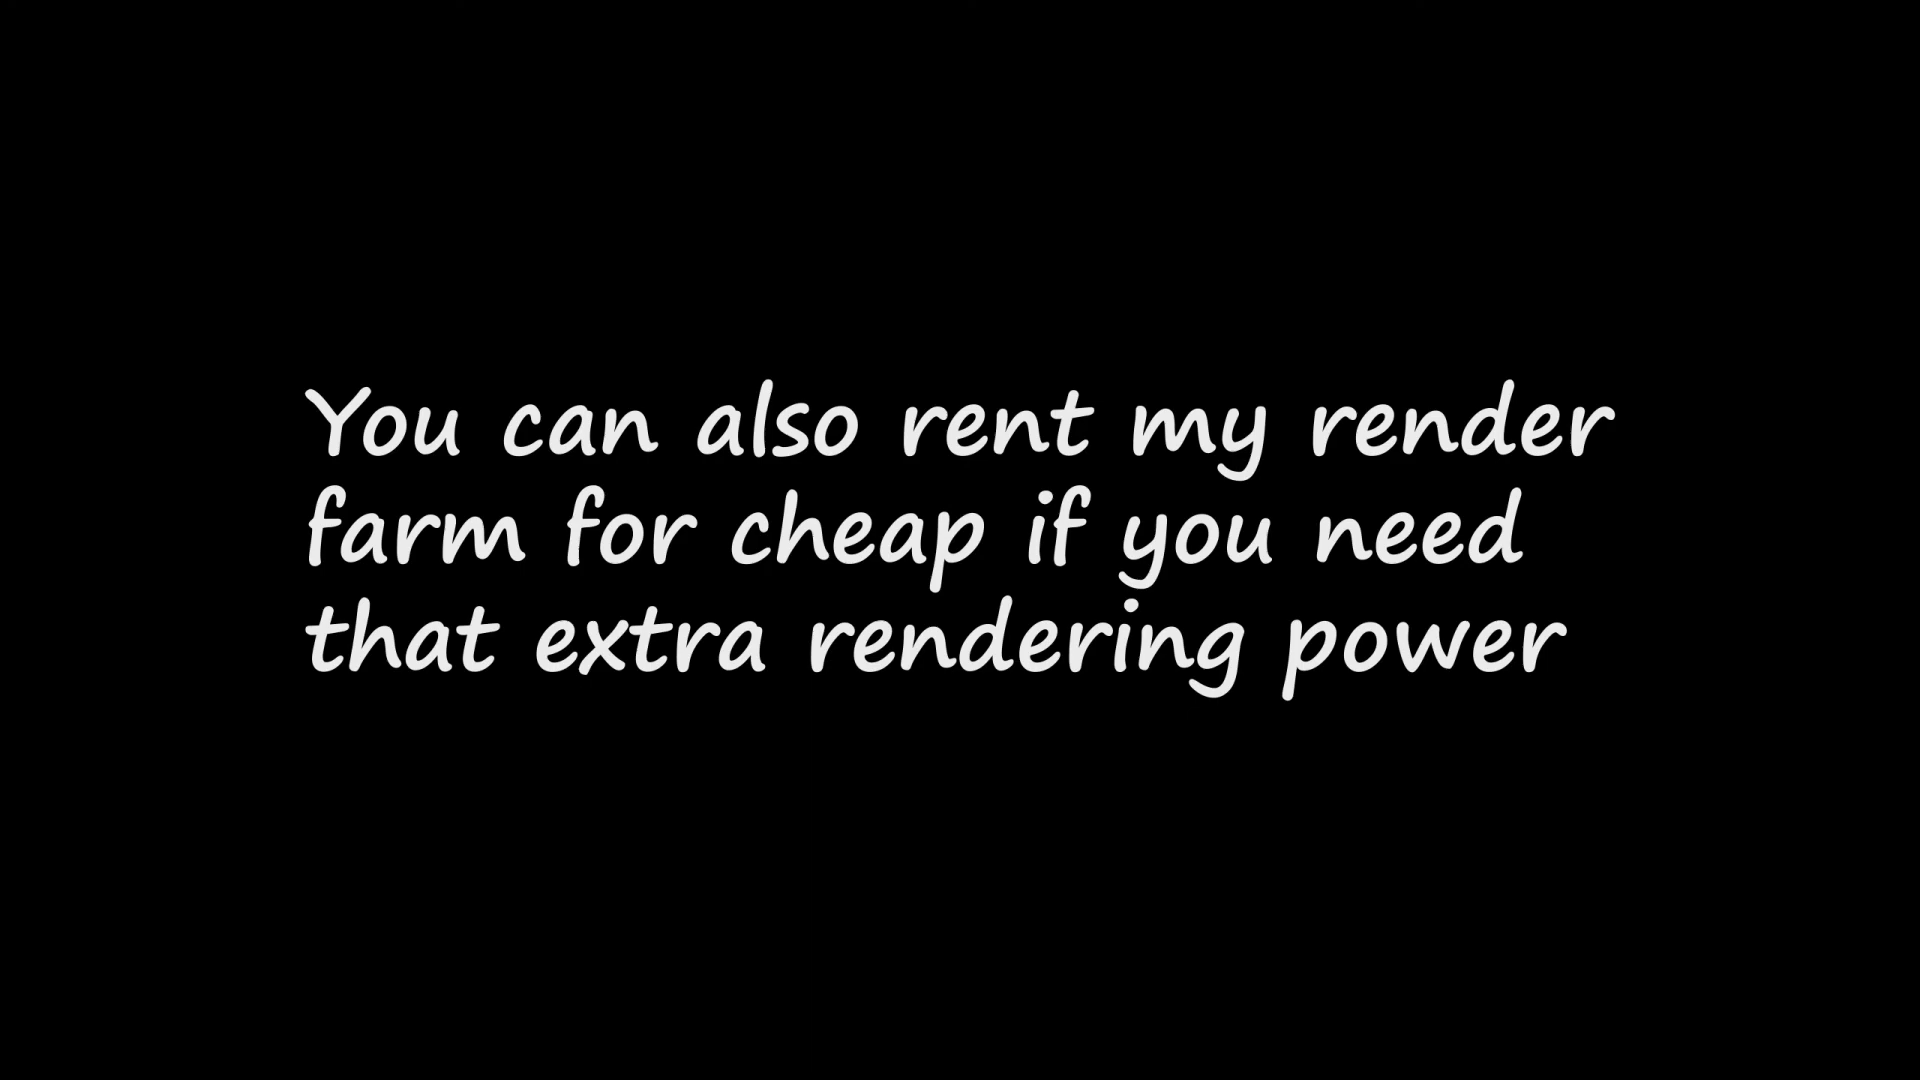 You can also rent my render
farm for cheap if you need
that extra rendering power